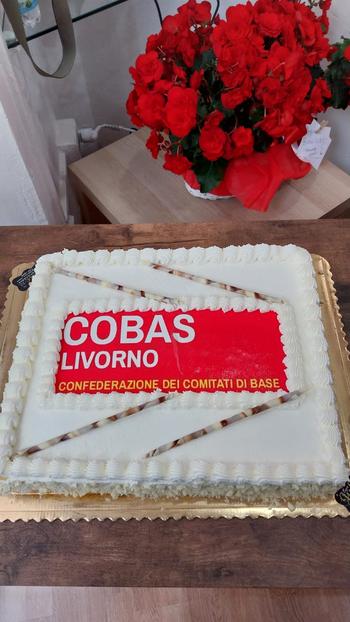 COBAS
LIVORNO
CONFEDERAZIONE DEI COMITATI DI BASE